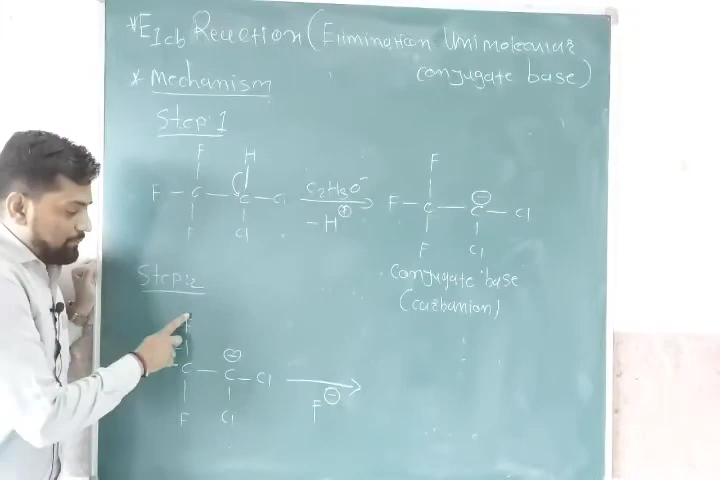 *E1cb Reaction (Elimination Unimolecular
conjugate base)
* Mechanism
Step:1
F H
F - C - C - Cl C2H5O⁻ F
F Cl - H⊕ F - C - C⊖ - Cl
F Cl
Step:2
conjugate base
(carbanion)
F
C - C⊖ - Cl
F Cl F⊖